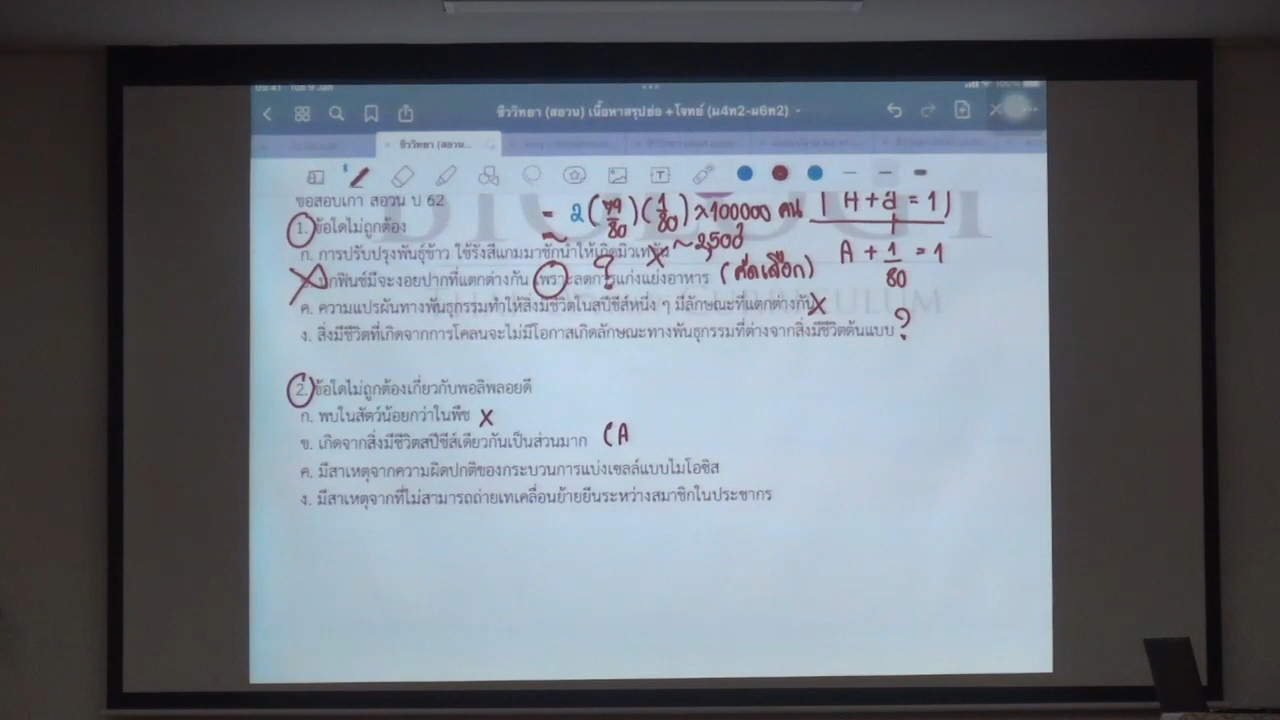 09:41 Tue 9 Jan 100%
ชีววิทยา (สอวน) เนื้อหาสรุปย่อ +โจทย์ (ม4ท2-ม6ท2)
ชีววิทยา (สอวน...
ข้อสอบเก่า สอวน ปี 62
= 2 (79/80) (1/80) × 100000 คน
A + a = 1
~ 2,500
A + 1/80 = 1
1. ข้อใดไม่ถูกต้อง
ก. การปรับปรุงพันธุ์ข้าว ใช้รังสีแกมมาชักนำให้เกิดมิวเทชัน X
นกฟินช์มีจะงอยปากที่แตกต่างกัน เพราะลดการแก่งแย่งอาหาร (คัดเลือก) ?
ค. ความแปรผันทางพันธุกรรมทำให้สิ่งมีชีวิตในสปีชีส์หนึ่ง ๆ มีลักษณะที่แตกต่างกัน X
ง. สิ่งมีชีวิตที่เกิดจากการโคลนจะไม่มีโอกาสเกิดลักษณะทางพันธุกรรมที่ต่างจากสิ่งมีชีวิตต้นแบบ ?
2. ข้อใดไม่ถูกต้องเกี่ยวกับพอลิพลอยดี
ก. พบในสัตว์น้อยกว่าในพืช X
ข. เกิดจากสิ่งมีชีวิตสปีชีส์เดียวกันเป็นส่วนมาก (A
ค. มีสาเหตุจากความผิดปกติของกระบวนการแบ่งเซลล์แบบไมโอซิส
ง. มีสาเหตุจากที่ไม่สามารถถ่ายเทเคลื่อนย้ายยีนระหว่างสมาชิกในประชากร